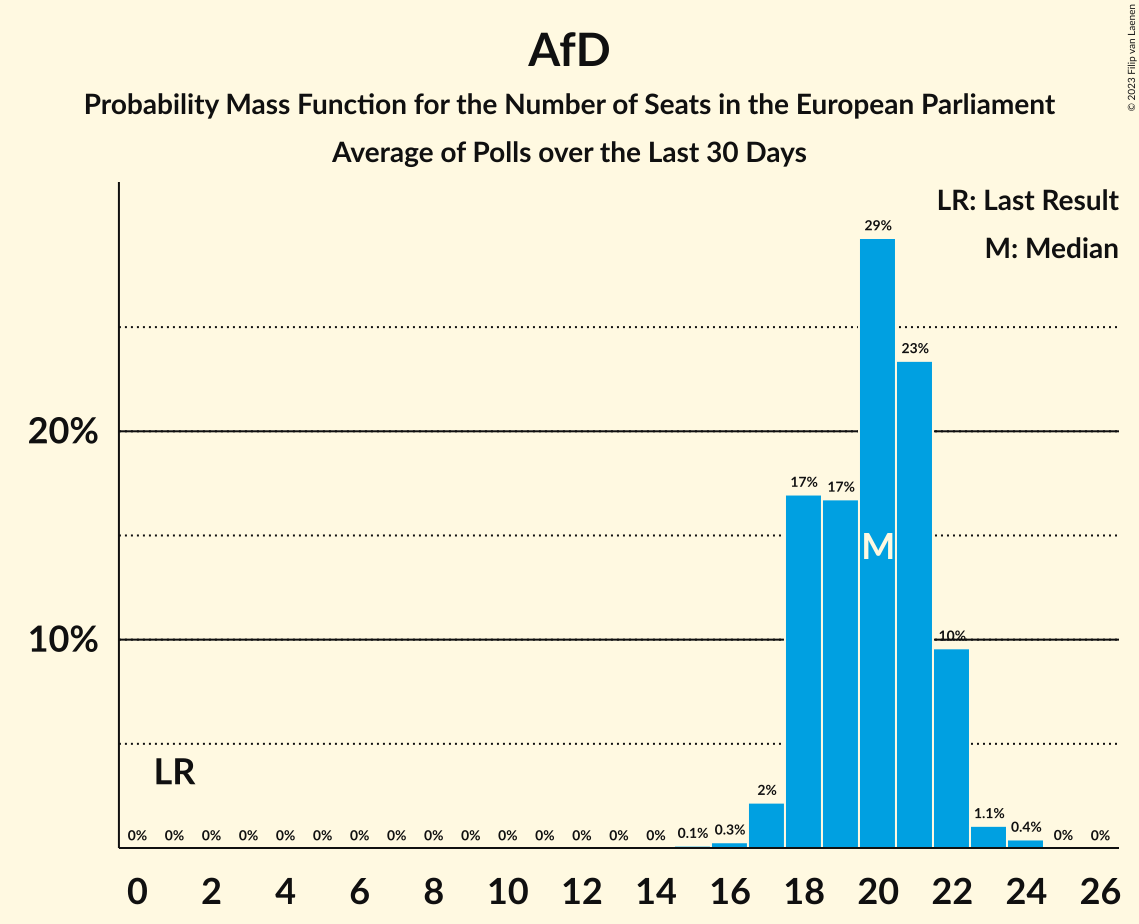 AfD
Probability Mass Function for the Number of Seats in the European Parliament
Average of Polls over the Last 30 Days
© 2023 Filip van Laenen
LR: Last Result
M: Median
29%
23%
20%
17% 17%
M
10%
10%
LR
2%
0% 0% 0% 0% 0% 0% 0% 0% 0% 0% 0% 0% 0% 0% 0% 0.1% 0.3% 1.1% 0.4% 0% 0%
0 2 4 6 8 10 12 14 16 18 20 22 24 26